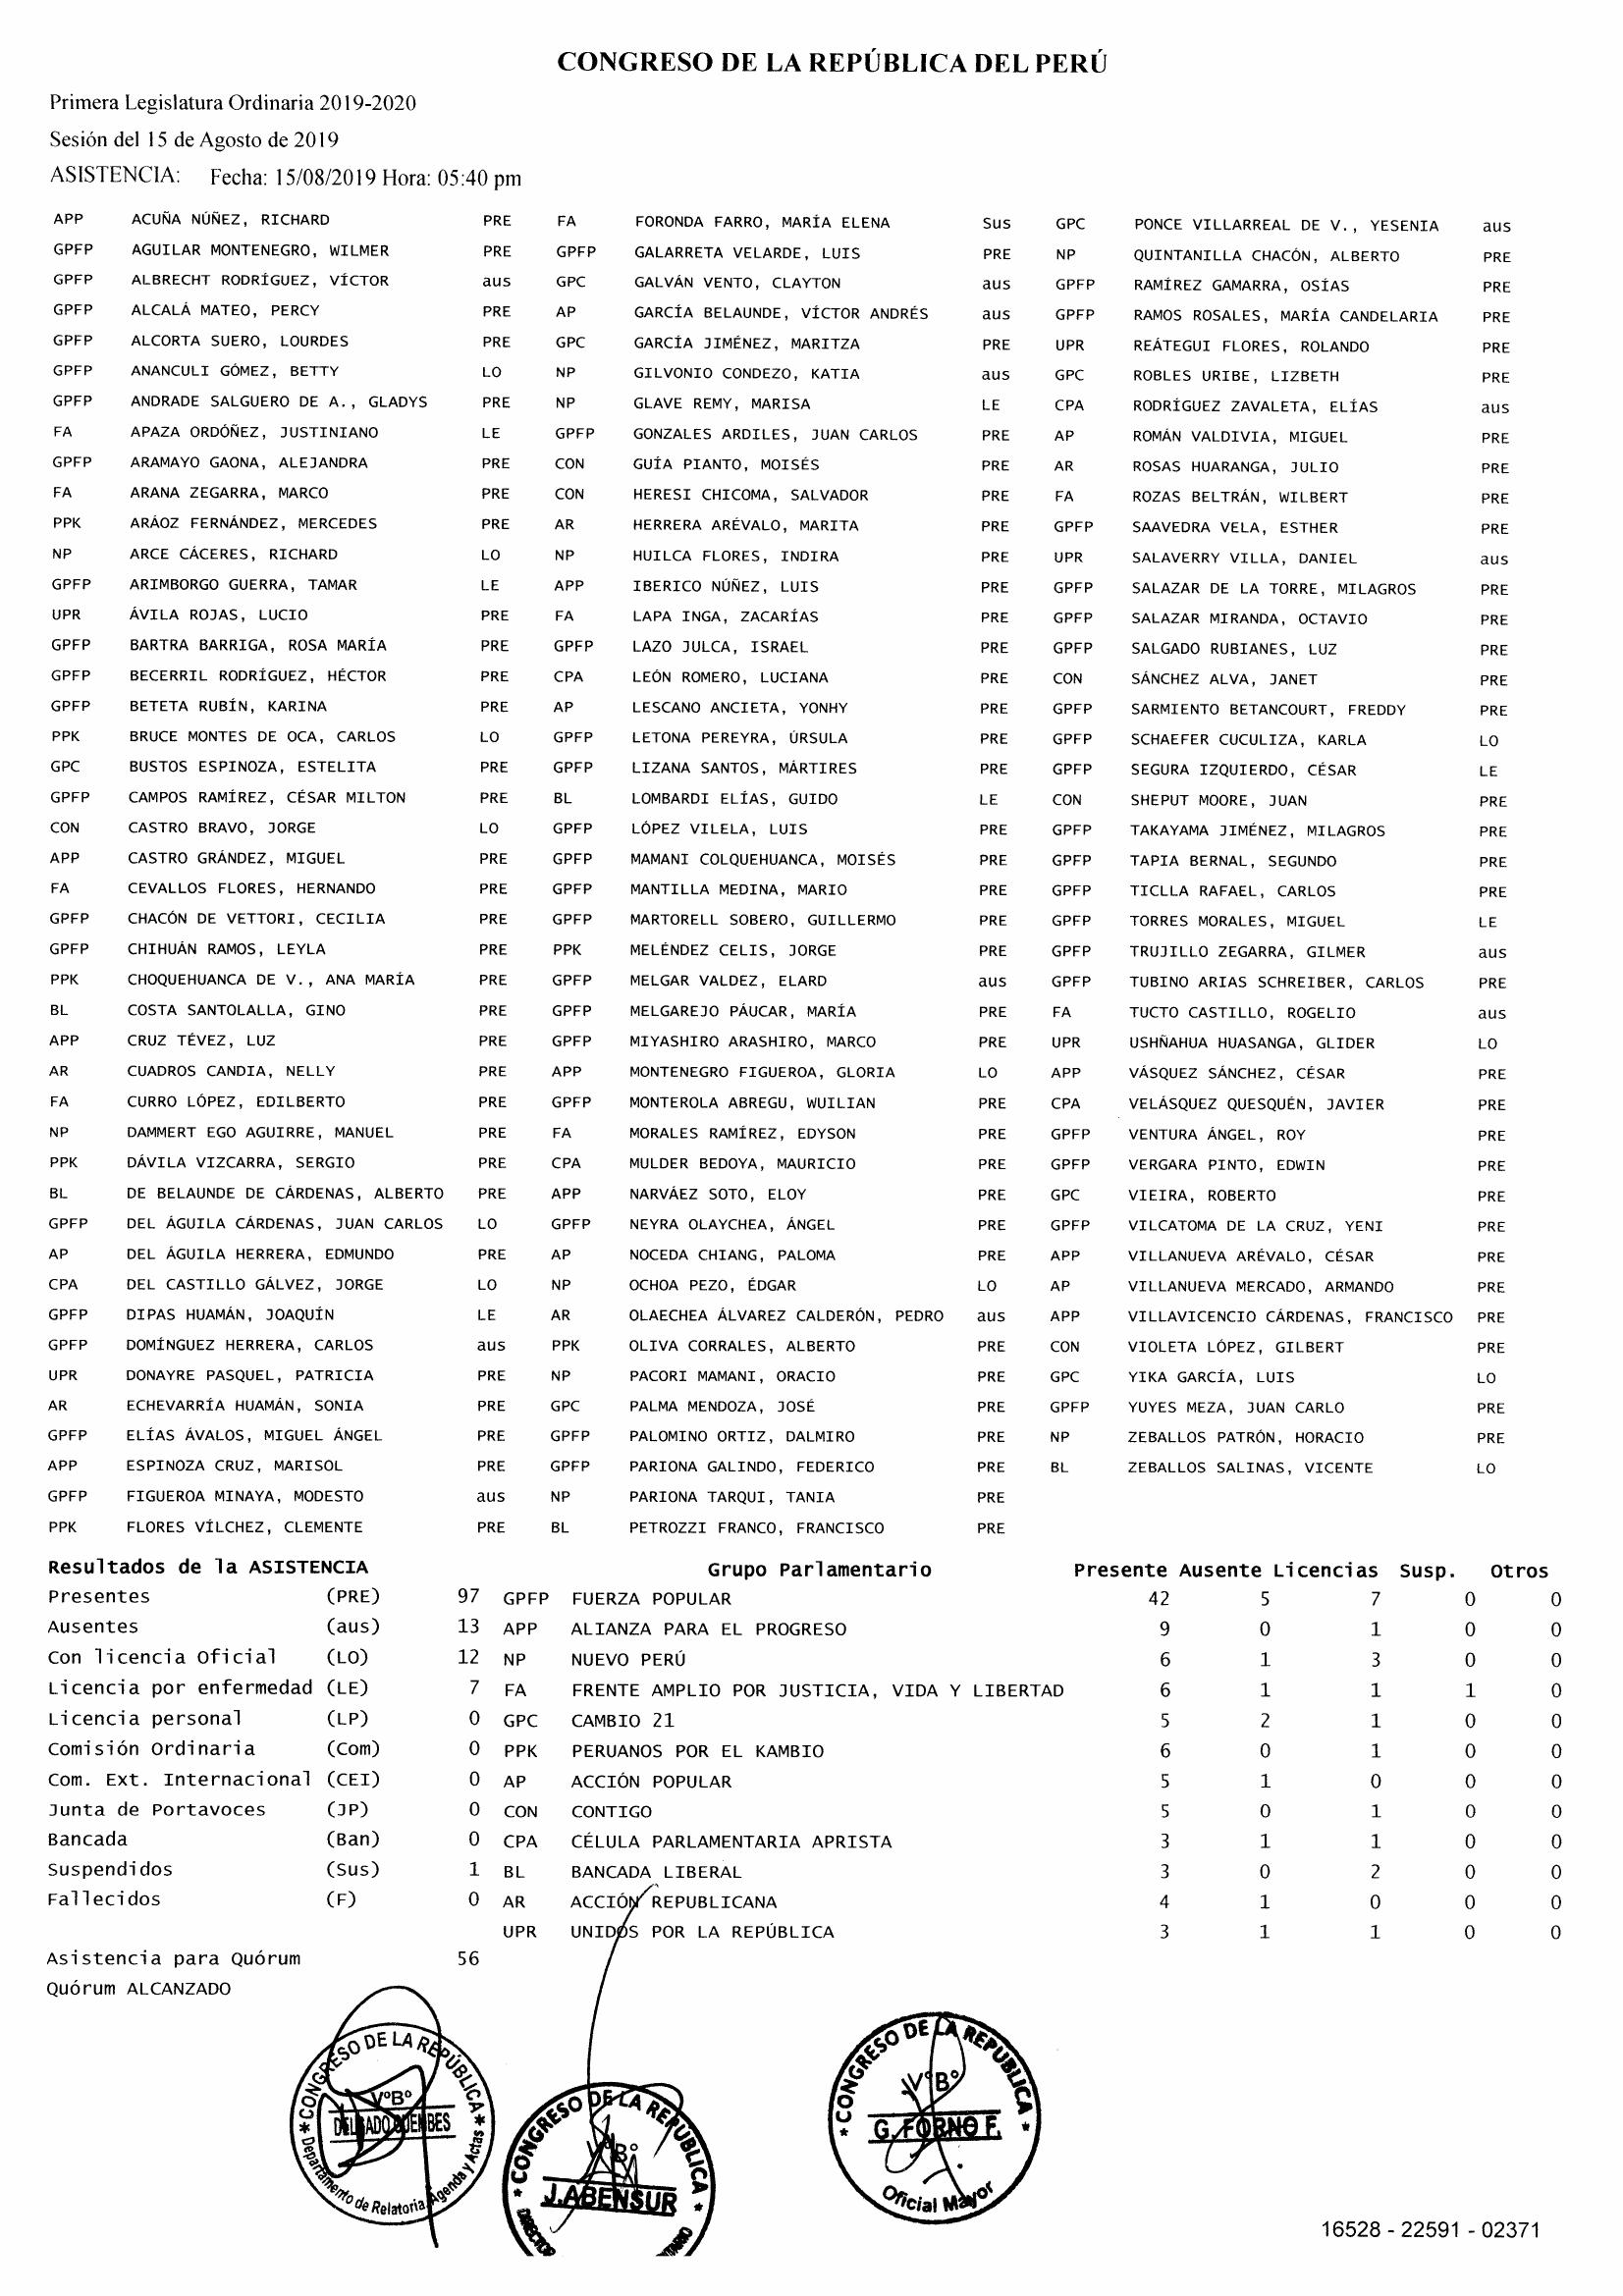 CONGRESO DE LA REPÚBLICA DEL PERÚ
Primera Legislatura Ordinaria 2019-2020
Sesión del 15 de Agosto de 2019
ASISTENCIA: Fecha: 15/08/2019 Hora: 05:40 pm
APP ACUÑA NÚÑEZ, RICHARD PRE FA FORONDA FARRO, MARÍA ELENA Sus GPC PONCE VILLARREAL DE V., YESENIA aus
GPFP AGUILAR MONTENEGRO, WILMER PRE GPFP GALARRETA VELARDE, LUIS PRE NP QUINTANILLA CHACÓN, ALBERTO PRE
GPFP ALBRECHT RODRÍGUEZ, VÍCTOR aus GPC GALVÁN VENTO, CLAYTON aus GPFP RAMÍREZ GAMARRA, OSÍAS PRE
GPFP ALCALÁ MATEO, PERCY PRE AP GARCÍA BELAUNDE, VÍCTOR ANDRÉS aus GPFP RAMOS ROSALES, MARÍA CANDELARIA PRE
GPFP ALCORTA SUERO, LOURDES PRE GPC GARCÍA JIMÉNEZ, MARITZA PRE UPR REÁTEGUI FLORES, ROLANDO PRE
GPFP ANANCULI GÓMEZ, BETTY LO NP GILVONIO CONDEZO, KATIA aus GPC ROBLES URIBE, LIZBETH PRE
GPFP ANDRADE SALGUERO DE A., GLADYS PRE NP GLAVE REMY, MARISA LE CPA RODRÍGUEZ ZAVALETA, ELÍAS aus
FA APAZA ORDÓÑEZ, JUSTINIANO LE GPFP GONZALES ARDILES, JUAN CARLOS PRE AP ROMÁN VALDIVIA, MIGUEL PRE
GPFP ARAMAYO GAONA, ALEJANDRA PRE CON GUÍA PIANTO, MOISÉS PRE AR ROSAS HUARANGA, JULIO PRE
FA ARANA ZEGARRA, MARCO PRE CON HERESI CHICOMA, SALVADOR PRE FA ROZAS BELTRÁN, WILBERT PRE
PPK ARÁOZ FERNÁNDEZ, MERCEDES PRE AR HERRERA ARÉVALO, MARITA PRE GPFP SAAVEDRA VELA, ESTHER PRE
NP ARCE CÁCERES, RICHARD LO NP HUILCA FLORES, INDIRA PRE UPR SALAVERRY VILLA, DANIEL aus
GPFP ARIMBORGO GUERRA, TAMAR LE APP IBERICO NÚÑEZ, LUIS PRE GPFP SALAZAR DE LA TORRE, MILAGROS PRE
UPR ÁVILA ROJAS, LUCIO PRE FA LAPA INGA, ZACARÍAS PRE GPFP SALAZAR MIRANDA, OCTAVIO PRE
GPFP BARTRA BARRIGA, ROSA MARÍA PRE GPFP LAZO JULCA, ISRAEL PRE GPFP SALGADO RUBIANES, LUZ PRE
GPFP BECERRIL RODRÍGUEZ, HÉCTOR PRE CPA LEÓN ROMERO, LUCIANA PRE CON SÁNCHEZ ALVA, JANET PRE
GPFP BETETA RUBÍN, KARINA PRE AP LESCANO ANCIETA, YONHY PRE GPFP SARMIENTO BETANCOURT, FREDDY PRE
PPK BRUCE MONTES DE OCA, CARLOS LO GPFP LETONA PEREYRA, ÚRSULA PRE GPFP SCHAEFER CUCULIZA, KARLA LO
GPC BUSTOS ESPINOZA, ESTELITA PRE GPFP LIZANA SANTOS, MÁRTIRES PRE GPFP SEGURA IZQUIERDO, CÉSAR LE
GPFP CAMPOS RAMÍREZ, CÉSAR MILTON PRE BL LOMBARDI ELÍAS, GUIDO LE CON SHEPUT MOORE, JUAN PRE
CON CASTRO BRAVO, JORGE LO GPFP LÓPEZ VILELA, LUIS PRE GPFP TAKAYAMA JIMÉNEZ, MILAGROS PRE
APP CASTRO GRÁNDEZ, MIGUEL PRE GPFP MAMANI COLQUEHUANCA, MOISÉS PRE GPFP TAPIA BERNAL, SEGUNDO PRE
FA CEVALLOS FLORES, HERNANDO PRE GPFP MANTILLA MEDINA, MARIO PRE GPFP TICLLA RAFAEL, CARLOS PRE
GPFP CHACÓN DE VETTORI, CECILIA PRE GPFP MARTORELL SOBERO, GUILLERMO PRE GPFP TORRES MORALES, MIGUEL LE
GPFP CHIHUÁN RAMOS, LEYLA PRE PPK MELÉNDEZ CELIS, JORGE PRE GPFP TRUJILLO ZEGARRA, GILMER aus
PPK CHOQUEHUANCA DE V., ANA MARÍA PRE GPFP MELGAR VALDEZ, ELARD aus GPFP TUBINO ARIAS SCHREIBER, CARLOS PRE
BL COSTA SANTOLALLA, GINO PRE GPFP MELGAREJO PÁUCAR, MARÍA PRE FA TUCTO CASTILLO, ROGELIO aus
APP CRUZ TÉVEZ, LUZ PRE GPFP MIYASHIRO ARASHIRO, MARCO PRE UPR USHÑAHUA HUASANGA, GLIDER LO
AR CUADROS CANDIA, NELLY PRE APP MONTENEGRO FIGUEROA, GLORIA LO APP VÁSQUEZ SÁNCHEZ, CÉSAR PRE
FA CURRO LÓPEZ, EDILBERTO PRE GPFP MONTEROLA ABREGU, WUILIAN PRE CPA VELÁSQUEZ QUESQUÉN, JAVIER PRE
NP DAMMERT EGO AGUIRRE, MANUEL PRE FA MORALES RAMÍREZ, EDYSON PRE GPFP VENTURA ÁNGEL, ROY PRE
PPK DÁVILA VIZCARRA, SERGIO PRE CPA MULDER BEDOYA, MAURICIO PRE GPFP VERGARA PINTO, EDWIN PRE
BL DE BELAUNDE DE CÁRDENAS, ALBERTO PRE APP NARVÁEZ SOTO, ELOY PRE GPC VIEIRA, ROBERTO PRE
GPFP DEL ÁGUILA CÁRDENAS, JUAN CARLOS LO GPFP NEYRA OLAYCHEA, ÁNGEL PRE GPFP VILCATOMA DE LA CRUZ, YENI PRE
AP DEL ÁGUILA HERRERA, EDMUNDO PRE AP NOCEDA CHIANG, PALOMA PRE APP VILLANUEVA ARÉVALO, CÉSAR PRE
CPA DEL CASTILLO GÁLVEZ, JORGE LO NP OCHOA PEZO, ÉDGAR LO AP VILLANUEVA MERCADO, ARMANDO PRE
GPFP DIPAS HUAMÁN, JOAQUÍN LE AR OLAECHEA ÁLVAREZ CALDERÓN, PEDRO aus APP VILLAVICENCIO CÁRDENAS, FRANCISCO PRE
GPFP DOMÍNGUEZ HERRERA, CARLOS aus PPK OLIVA CORRALES, ALBERTO PRE CON VIOLETA LÓPEZ, GILBERT PRE
UPR DONAYRE PASQUEL, PATRICIA PRE NP PACORI MAMANI, ORACIO PRE GPC YIKA GARCÍA, LUIS LO
AR ECHEVARRÍA HUAMÁN, SONIA PRE GPC PALMA MENDOZA, JOSÉ PRE GPFP YUYES MEZA, JUAN CARLO PRE
GPFP ELÍAS ÁVALOS, MIGUEL ÁNGEL PRE GPFP PALOMINO ORTIZ, DALMIRO PRE NP ZEBALLOS PATRÓN, HORACIO PRE
APP ESPINOZA CRUZ, MARISOL PRE GPFP PARIONA GALINDO, FEDERICO PRE BL ZEBALLOS SALINAS, VICENTE LO
GPFP FIGUEROA MINAYA, MODESTO aus NP PARIONA TARQUI, TANIA PRE
PPK FLORES VÍLCHEZ, CLEMENTE PRE BL PETROZZI FRANCO, FRANCISCO PRE
Resultados de la ASISTENCIA Grupo Parlamentario Presente Ausente Licencias Susp. Otros
Presentes (PRE) 97 GPFP FUERZA POPULAR 42 5 7 0 0
Ausentes (aus) 13 APP ALIANZA PARA EL PROGRESO 9 0 1 0 0
Con licencia Oficial (LO) 12 NP NUEVO PERÚ 6 1 3 0 0
Licencia por enfermedad (LE) 7 FA FRENTE AMPLIO POR JUSTICIA, VIDA Y LIBERTAD 6 1 1 1 0
Licencia personal (LP) 0 GPC CAMBIO 21 5 2 1 0 0
Comisión Ordinaria (Com) 0 PPK PERUANOS POR EL KAMBIO 6 0 1 0 0
Com. Ext. Internacional (CEI) 0 AP ACCIÓN POPULAR 5 1 0 0 0
Junta de Portavoces (JP) 0 CON CONTIGO 5 0 1 0 0
Bancada (Ban) 0 CPA CÉLULA PARLAMENTARIA APRISTA 3 1 1 0 0
Suspendidos (Sus) 1 BL BANCADA LIBERAL 3 0 2 0 0
Fallecidos (F) 0 AR ACCIÓN REPUBLICANA 4 1 0 0 0
UPR UNIDOS POR LA REPÚBLICA 3 1 1 0 0
Asistencia para Quórum 56
Quórum ALCANZADO
CONGRESO DE LA REPÚBLICA
V°B°
DELGADO GUEMBES
Departamento de Relatoria, Agenda y Actas
CONGRESO DE LA REPÚBLICA
V°B°
J. ABENSUR
DIRECTOR
CONGRESO DE LA REPUBLICA
V°B°
G. FORNO F.
Oficial Mayor
16528 - 22591 - 02371